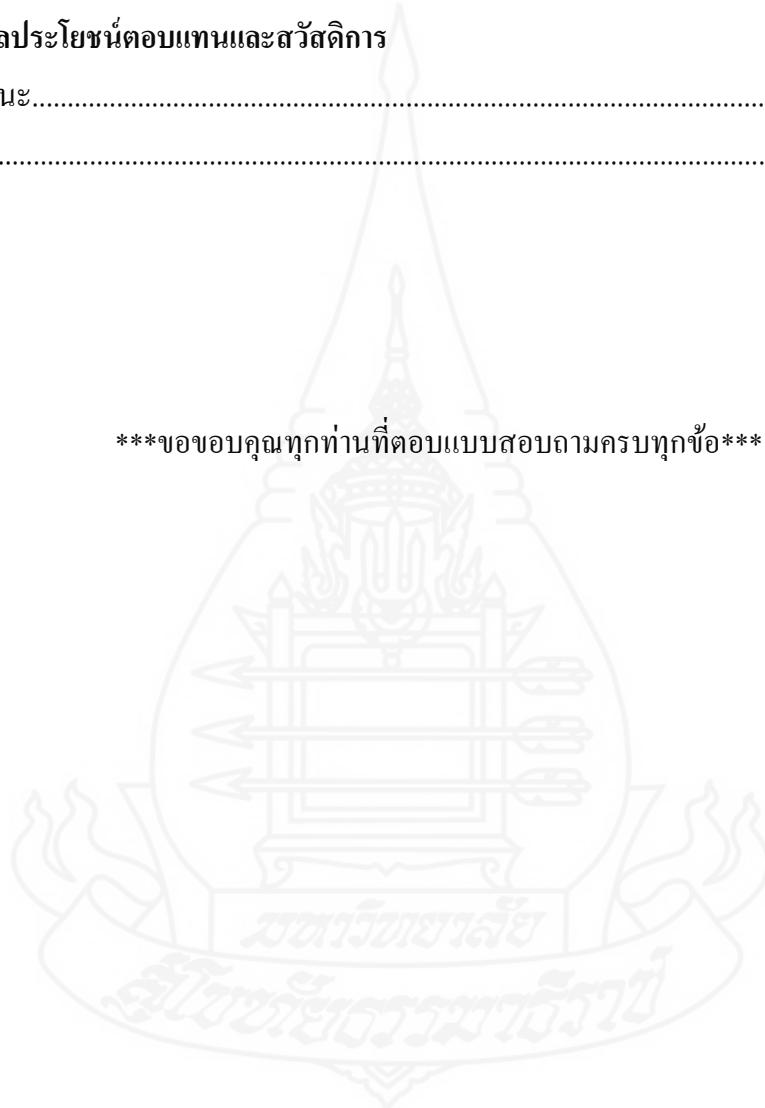 ลประโยชน์ตอบแทนและสวัสดิการ
นะ....................................................................................................
....................................................................................................
***ขอขอบคุณทุกท่านที่ตอบแบบสอบถามครบทุกข้อ***
มหาวิทยาลัย
สุโขทัยธรรมาธิราช